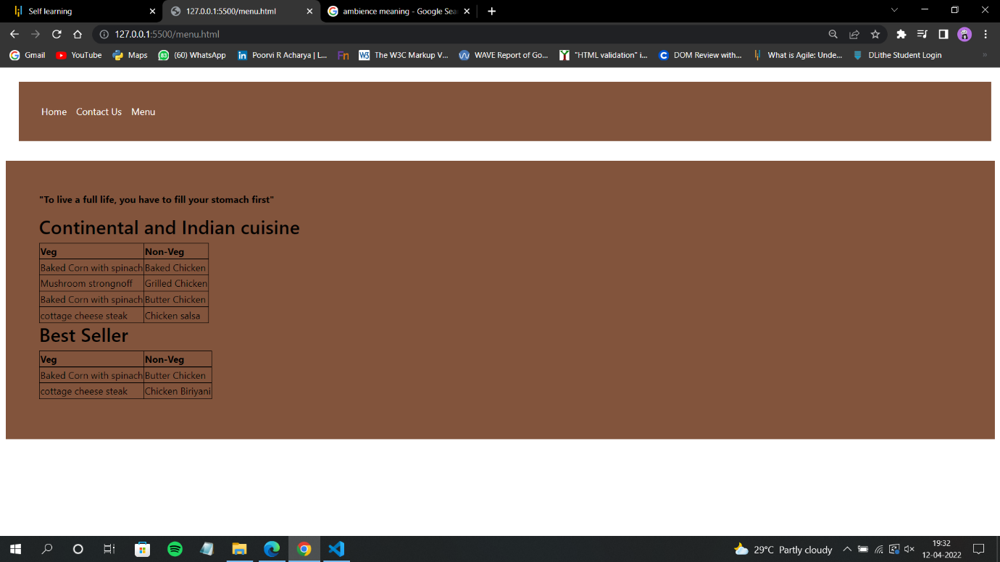 Self learning
127.0.0.1:5500/menu.html
ambience meaning - Google Sea
127.0.0.1:5500/menu.html
Gmail YouTube Maps (60) WhatsApp Poorvi R Acharya | L... Fn W3 The W3C Markup V... WAVE Report of Go... "HTML validation" i... DOM Review with... What is Agile: Unde... DLithe Student Login »
Home Contact Us Menu
"To live a full life, you have to fill your stomach first"
Continental and Indian cuisine
Veg Non-Veg
Baked Corn with spinach Baked Chicken
Mushroom strongnoff Grilled Chicken
Baked Corn with spinach Butter Chicken
cottage cheese steak Chicken salsa
Best Seller
Veg Non-Veg
Baked Corn with spinach Butter Chicken
cottage cheese steak Chicken Biriyani
29°C Partly cloudy
19:32
12-04-2022